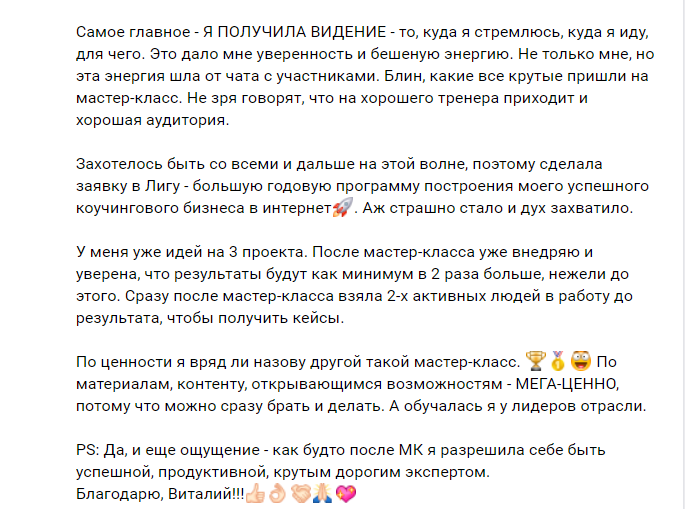 Самое главное - Я ПОЛУЧИЛА ВИДЕНИЕ - то, куда я стремлюсь, куда я иду,
для чего. Это дало мне уверенность и бешеную энергию. Не только мне, но
эта энергия шла от чата с участниками. Блин, какие все крутые пришли на
мастер-класс. Не зря говорят, что на хорошего тренера приходит и
хорошая аудитория.
Захотелось быть со всеми и дальше на этой волне, поэтому сделала
заявку в Лигу - большую годовую программу построения моего успешного
коучингового бизнеса в интернет🚀. Аж страшно стало и дух захватило.
У меня уже идей на 3 проекта. После мастер-класса уже внедряю и
уверена, что результаты будут как минимум в 2 раза больше, нежели до
этого. Сразу после мастер-класса взяла 2-х активных людей в работу до
результата, чтобы получить кейсы.
По ценности я вряд ли назову другой такой мастер-класс. 🏆🥇😀 По
материалам, контенту, открывающимся возможностям - МЕГА-ЦЕННО,
потому что можно сразу брать и делать. А обучалась я у лидеров отрасли.
PS: Да, и еще ощущение - как будто после МК я разрешила себе быть
успешной, продуктивной, крутым дорогим экспертом.
Благодарю, Виталий!!!👍🏻👌🏻🤝🏻🙏🏻💖